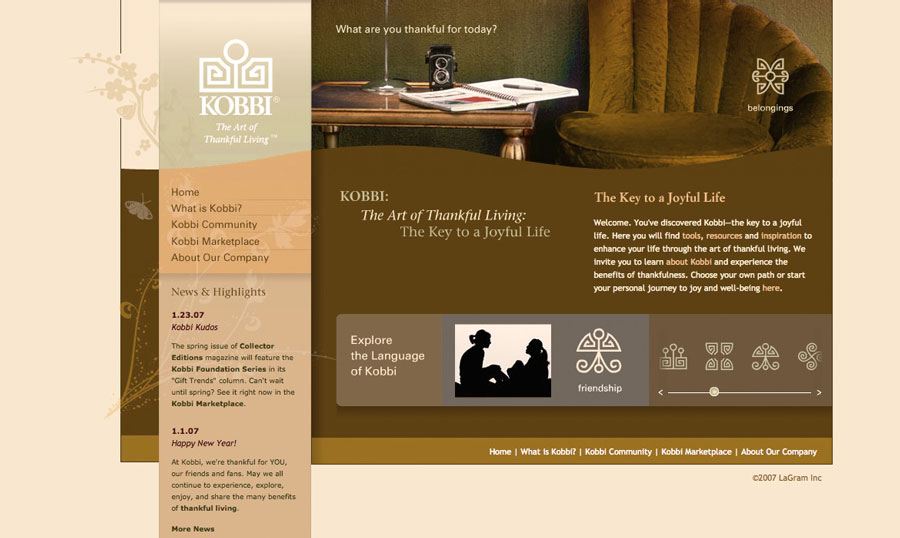 What are you thankful for today?
belongings
KOBBI©
The Art of
Thankful Living™
Home
What is Kobbi?
Kobbi Community
Kobbi Marketplace
About Our Company
News & Highlights
1.23.07
Kobbi Kudos
The spring issue of Collector
Editions magazine will feature the
Kobbi Foundation Series in its
"Gift Trends" column. Can't wait
until spring? See it right now in the
Kobbi Marketplace.
1.1.07
Happy New Year!
At Kobbi, we're thankful for YOU,
our friends and fans. May we all
continue to experience, explore,
enjoy, and share the many benefits
of thankful living.
More News
KOBBI:
The Art of Thankful Living:
The Key to a Joyful Life
The Key to a Joyful Life
Welcome. You've discovered Kobbi—the key to a joyful
life. Here you will find tools, resources and inspiration to
enhance your life through the art of thankful living. We
invite you to learn about Kobbi and experience the
benefits of thankfulness. Choose your own path or start
your personal journey to joy and well-being here.
Explore
the Language
of Kobbi
friendship
< >
Home | What is Kobbi? | Kobbi Community | Kobbi Marketplace | About Our Company
©2007 LaGram Inc